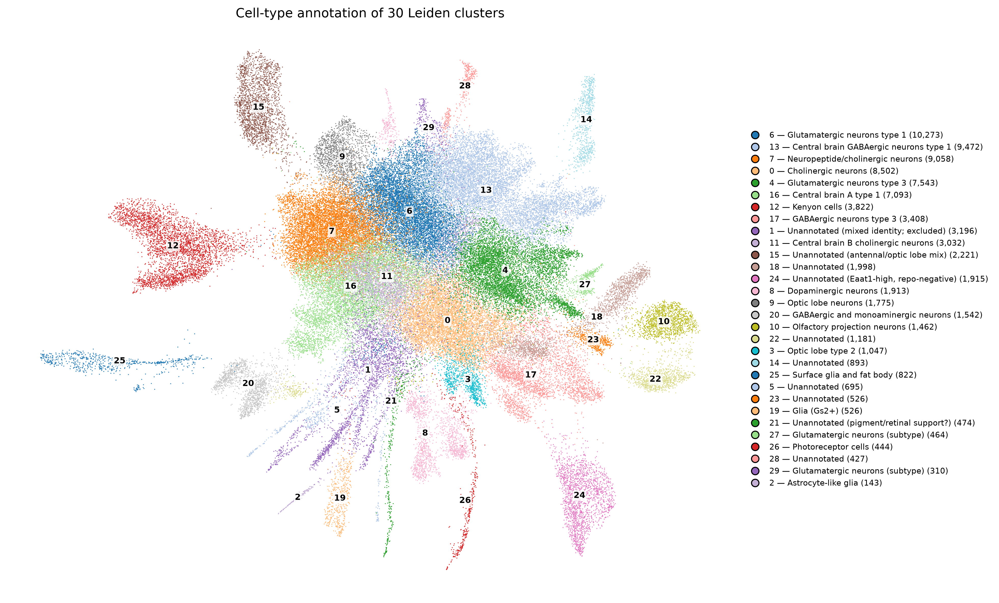 Cell-type annotation of 30 Leiden clusters
28
15
14
29
9
13
6
7
12
4
11
27
16
18
0
10
23
25
1
17
3
22
20
21
5
8
24
2
19
26
6 — Glutamatergic neurons type 1 (10,273)
13 — Central brain GABAergic neurons type 1 (9,472)
7 — Neuropeptide/cholinergic neurons (9,058)
0 — Cholinergic neurons (8,502)
4 — Glutamatergic neurons type 3 (7,543)
16 — Central brain A type 1 (7,093)
12 — Kenyon cells (3,822)
17 — GABAergic neurons type 3 (3,408)
1 — Unannotated (mixed identity; excluded) (3,196)
11 — Central brain B cholinergic neurons (3,032)
15 — Unannotated (antennal/optic lobe mix) (2,221)
18 — Unannotated (1,998)
24 — Unannotated (Eaat1-high, repo-negative) (1,915)
8 — Dopaminergic neurons (1,913)
9 — Optic lobe neurons (1,775)
20 — GABAergic and monoaminergic neurons (1,542)
10 — Olfactory projection neurons (1,462)
22 — Unannotated (1,181)
3 — Optic lobe type 2 (1,047)
14 — Unannotated (893)
25 — Surface glia and fat body (822)
5 — Unannotated (695)
23 — Unannotated (526)
19 — Glia (Gs2+) (526)
21 — Unannotated (pigment/retinal support?) (474)
27 — Glutamatergic neurons (subtype) (464)
26 — Photoreceptor cells (444)
28 — Unannotated (427)
29 — Glutamatergic neurons (subtype) (310)
2 — Astrocyte-like glia (143)